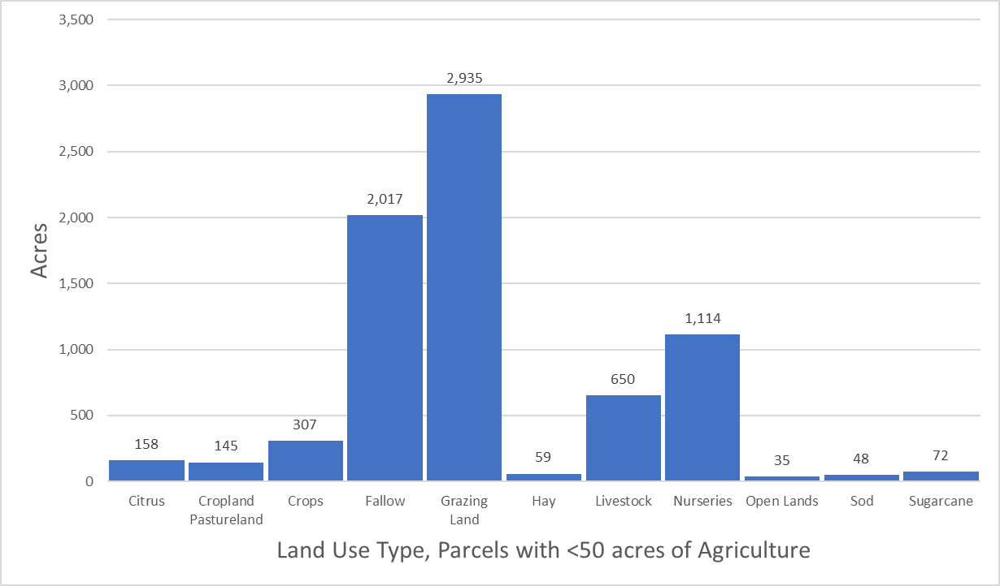 3,500
3,000
2,500
2,000
1,500
1,000
500
0
Acres
158
145
307
2,017
2,935
59
650
1,114
35
48
72
Citrus
Cropland
Pastureland
Crops
Fallow
Grazing
Land
Hay
Livestock
Nurseries
Open Lands
Sod
Sugarcane
Land Use Type, Parcels with <50 acres of Agriculture